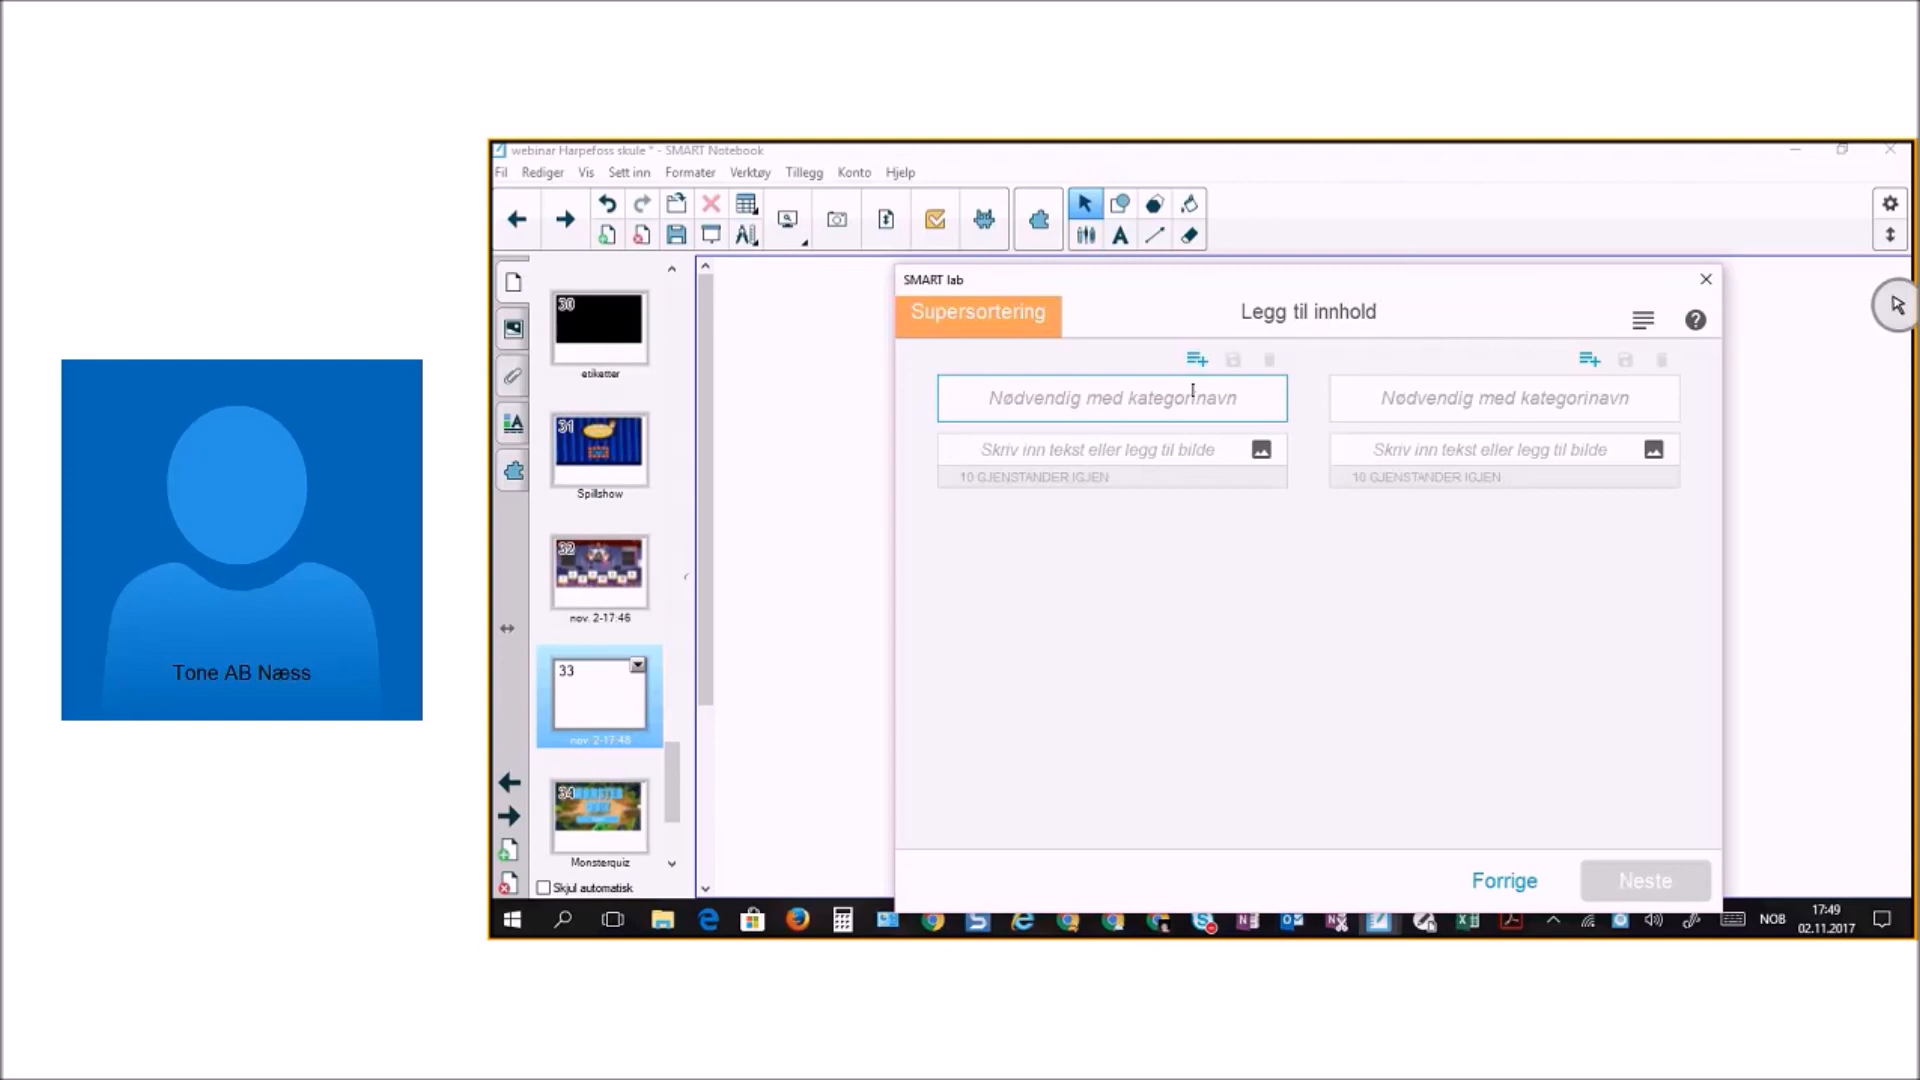 webinar Harpefoss skule * - SMART Notebook
Fil Rediger Vis Sett inn Formater Verktøy Tillegg Konto Hjelp
SMART lab
Supersortering
Legg til innhold
Nødvendig med kategorinavn
Nødvendig med kategorinavn
Skriv inn tekst eller legg til bilde
Skriv inn tekst eller legg til bilde
10 GJENSTANDER IGJEN
10 GJENSTANDER IGJEN
30
etiketter
31
Spillshow
32
nov. 2-17:46
33
nov. 2-17:48
34
MONSTER
QUIZ
Monsterquiz
Skjul automatisk
Tone AB Næss
Forrige
Neste
NOB
17:49
02.11.2017